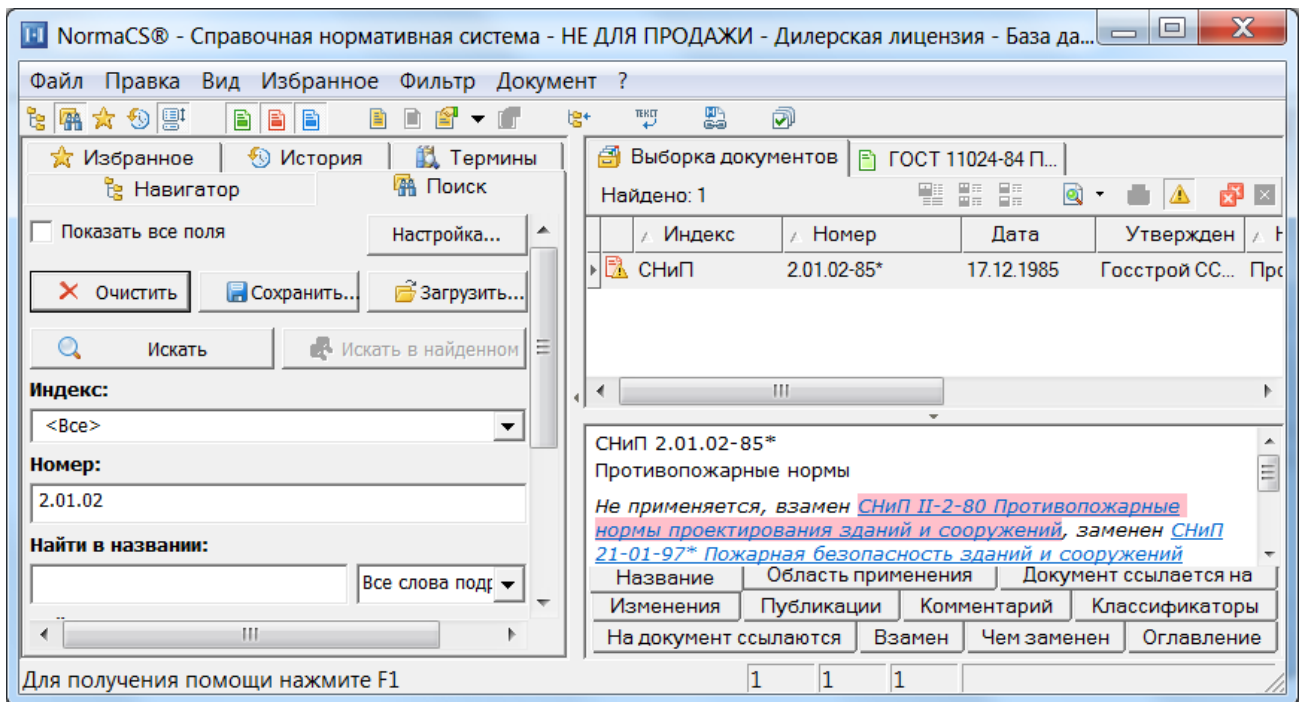 NormaCS® - Справочная нормативная система - НЕ ДЛЯ ПРОДАЖИ - Дилерская лицензия - База да...
Файл Правка Вид Избранное Фильтр Документ ?
текст
Избранное История Термины
Навигатор Поиск
Показать все поля Настройка...
Очистить Сохранить... Загрузить...
Искать Искать в найденном
Индекс:
<Все>
Номер:
2.01.02
Найти в названии:
Все слова подр
Выборка документов ГОСТ 11024-84 П...
Найдено: 1
Индекс Номер Дата Утвержден Н
СНиП 2.01.02-85* 17.12.1985 Госстрой СС... Про
СНиП 2.01.02-85*
Противопожарные нормы
Не применяется, взамен СНиП II-2-80 Противопожарные
нормы проектирования зданий и сооружений, заменен СНиП
21-01-97* Пожарная безопасность зданий и сооружений
Название Область применения Документ ссылается на
Изменения Публикации Комментарий Классификаторы
На документ ссылаются Взамен Чем заменен Оглавление
Для получения помощи нажмите F1 1 1 1